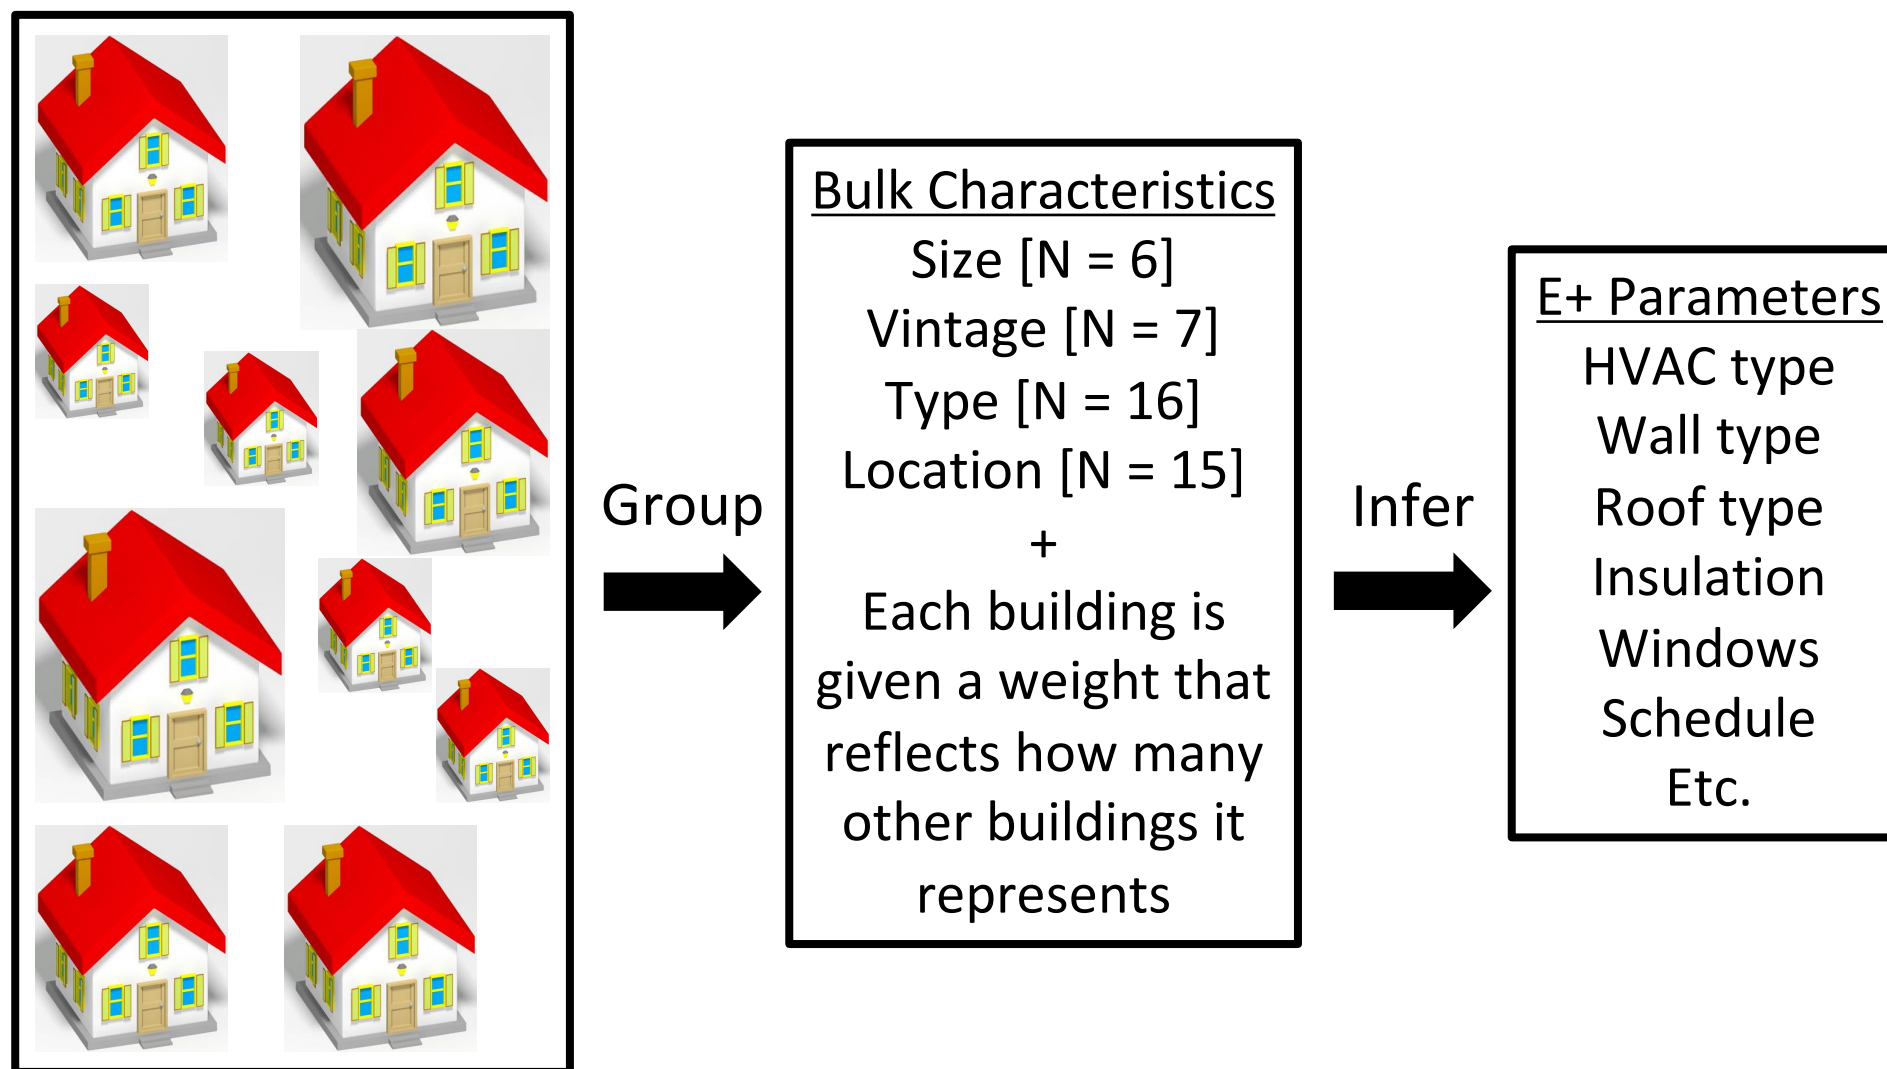 Group
Bulk Characteristics
Size [N = 6]
Vintage [N = 7]
Type [N = 16]
Location [N = 15]
+
Each building is
given a weight that
reflects how many
other buildings it
represents
Infer
E+ Parameters
HVAC type
Wall type
Roof type
Insulation
Windows
Schedule
Etc.